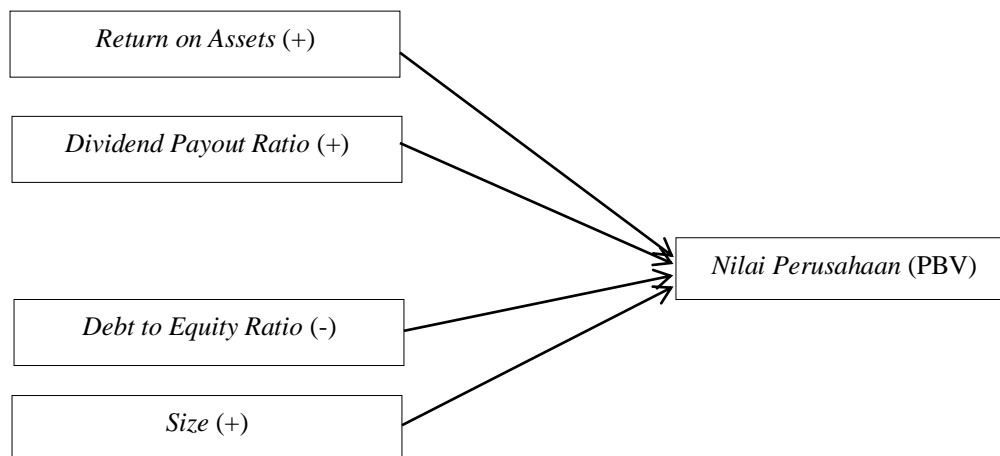 Return on Assets (+)
Dividend Payout Ratio (+)
Nilai Perusahaan (PBV)
Debt to Equity Ratio (-)
Size (+)